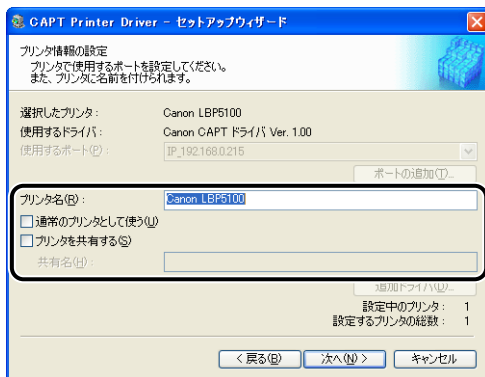 CAPT Printer Driver - セットアップウィザード
プリンタ情報の設定
プリンタで使用するポートを設定してください。
また、プリンタに名前を付けられます。
選択したプリンタ： Canon LBP5100
使用するドライバ： Canon CAPT ドライバ Ver. 1.00
使用するポート(P)： IP_192.168.0.215
ポートの追加(T)...
プリンタ名(R)： Canon LBP5100
通常のプリンタとして使う(U)
プリンタを共有する(S)
共有名(H)：
追加ドライバ(D)...
設定中のプリンタ： 1
設定するプリンタの総数： 1
< 戻る(B) 次へ(N) > キャンセル